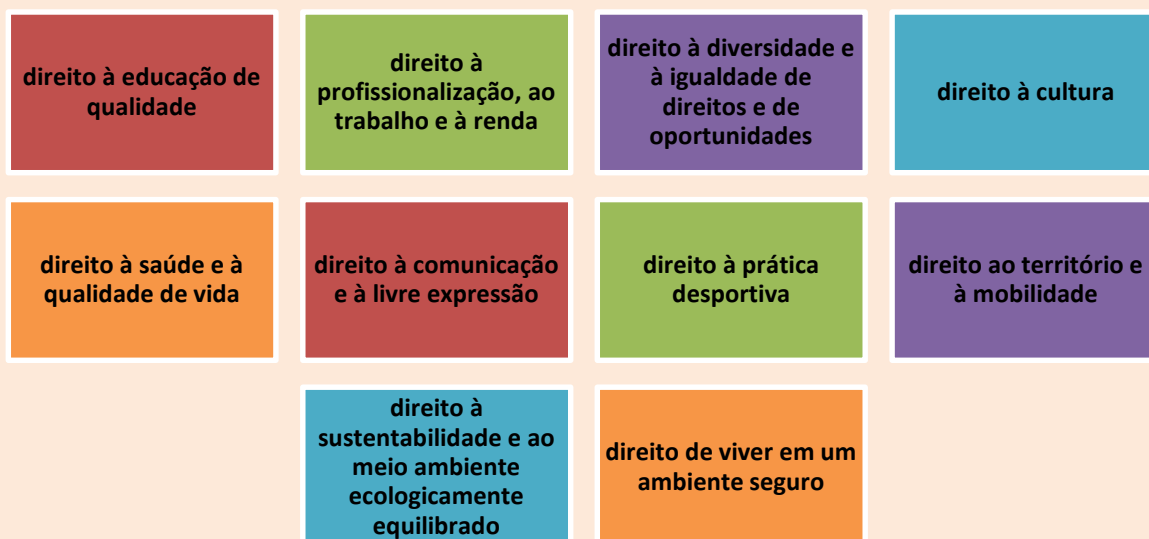 direito à educação de
qualidade
direito à
profissionalização, ao
trabalho e à renda
direito à diversidade e
à igualdade de
direitos e de
oportunidades
direito à cultura
direito à saúde e à
qualidade de vida
direito à comunicação
e à livre expressão
direito à prática
desportiva
direito ao território e
à mobilidade
direito à
sustentabilidade e ao
meio ambiente
ecologicamente
equilibrado
direito de viver em um
ambiente seguro